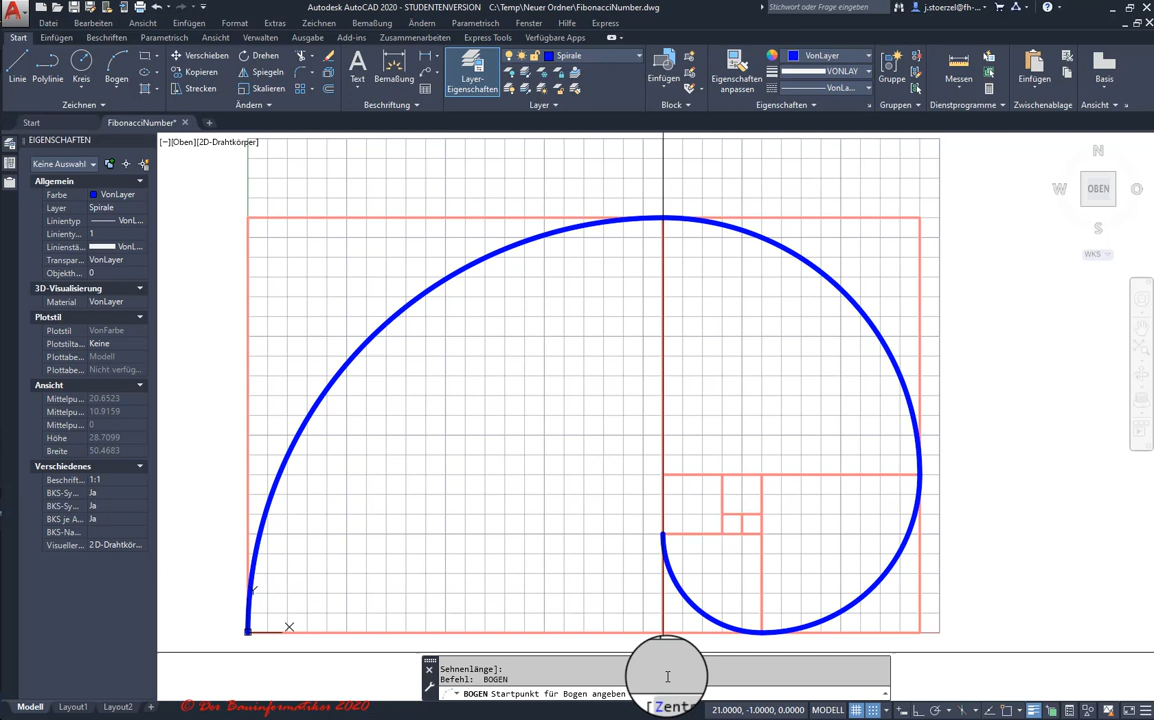 Autodesk AutoCAD 2020 - STUDENTENVERSION C:\Temp\Neuer Ordner\FibonacciNumber.dwg
Stichwort oder Frage eingeben
j.stoerzel@fh-...
Datei Bearbeiten Ansicht Einfügen Format Extras Zeichnen Bemaßung Ändern Parametrisch Fenster Hilfe Express
Start Einfügen Beschriften Parametrisch Ansicht Verwalten Ausgabe Add-ins Zusammenarbeiten Express Tools Verfügbare Apps
Linie Polylinie Kreis Bogen
Verschieben Drehen
Kopieren Spiegeln
Strecken Skalieren
Text Bemaßung
Layer-Eigenschaften
Spirale
Einfügen
Eigenschaften anpassen
VonLayer
VONLAY
VonLa...
Gruppe
Messen
Einfügen
Basis
Zeichnen Ändern Beschriftung Layer Block Eigenschaften Gruppen Dienstprogramme Zwischenablage Ansicht
Start FibonacciNumber*
EIGENSCHAFTEN
Keine Auswahl
Allgemein
Farbe VonLayer
Layer Spirale
Linientyp VonL...
Linienty... 1
Linienstä... VonL...
Transpar... VonLayer
Objekth... 0
3D-Visualisierung
Material VonLayer
Plotstil
Plotstil VonFarbe
Plotstilta... Keine
Plottabe... Modell
Plottabe... Nicht verfüg...
Ansicht
Mittelpu... 20.6523
Mittelpu... 10.9159
Mittelpu... 0
Höhe 28.7099
Breite 50.4683
Verschiedenes
Beschrift... 1:1
BKS-Sy... Ja
BKS-Sy... Ja
BKS je A... Ja
BKS-Na...
Visueller... 2D-Drahtkör...
[−][Oben][2D-Drahtkörper]
N
W OBEN O
S
WKS
Y
X
Sehnenlänge]:
Befehl: BOGEN
BOGEN Startpunkt für Bogen angeben
[Zent
Modell Layout1 Layout2
© Der Bauinformatiker 2020
21.0000, -1.0000, 0.0000 MODELL